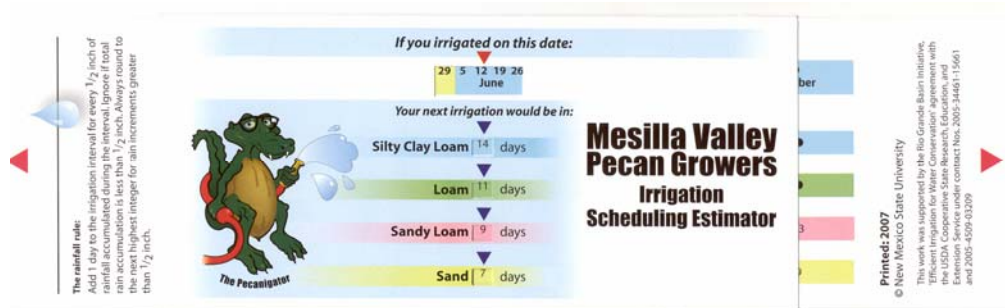 The rainfall rule:
Add 1 day to the irrigation interval for every 1/2 inch of
rainfall accumulated during the interval. Ignore if total
rain accumulation is less than 1/2 inch. Always round to
the next highest integer for rain increments greater
than 1/2 inch.
If you irrigated on this date:
29 5 12 19 26
June
Your next irrigation would be in:
Silty Clay Loam 14 days
Loam 11 days
Sandy Loam 9 days
Sand 7 days
The Pecanigator
Mesilla Valley
Pecan Growers
Irrigation
Scheduling Estimator
ber
3
Printed: 2007
© New Mexico State University
This work was supported by the Rio Grande Basin Initiative,
'Efficient Irrigation for Water Conservation' agreement with
the USDA Cooperative State Research, Education, and
Extension Service under contract Nos. 2005-34461-15661
and 2005-4509-03209